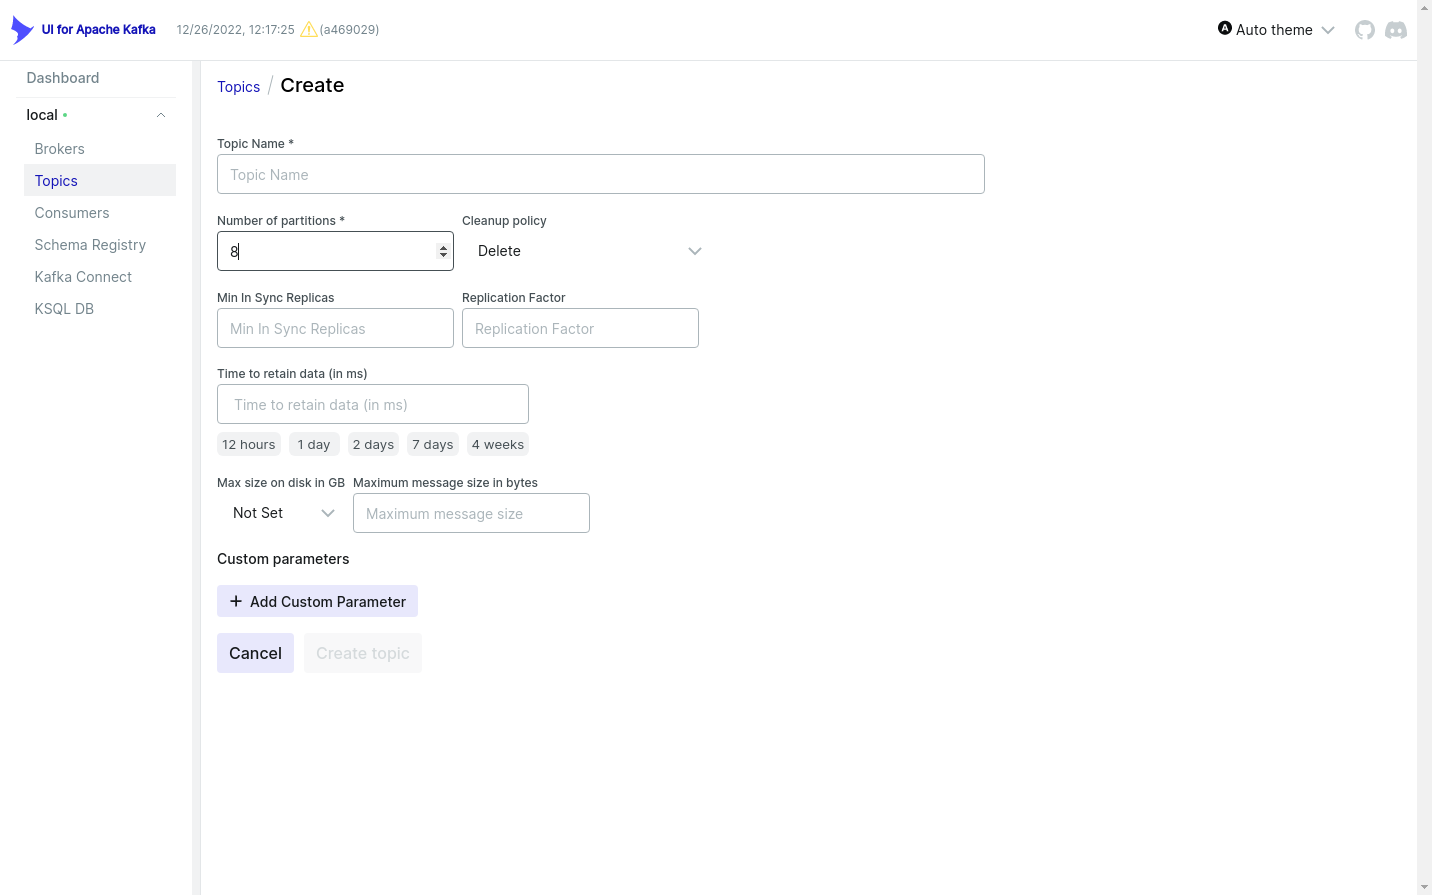 UI for Apache Kafka 12/26/2022, 12:17:25 (a469029) A Auto theme
Dashboard
local
Brokers
Topics
Consumers
Schema Registry
Kafka Connect
KSQL DB
Topics / Create
Topic Name *
Topic Name
Number of partitions * Cleanup policy
8 Delete
Min In Sync Replicas Replication Factor
Min In Sync Replicas Replication Factor
Time to retain data (in ms)
Time to retain data (in ms)
12 hours 1 day 2 days 7 days 4 weeks
Max size on disk in GB Maximum message size in bytes
Not Set Maximum message size
Custom parameters
+ Add Custom Parameter
Cancel Create topic